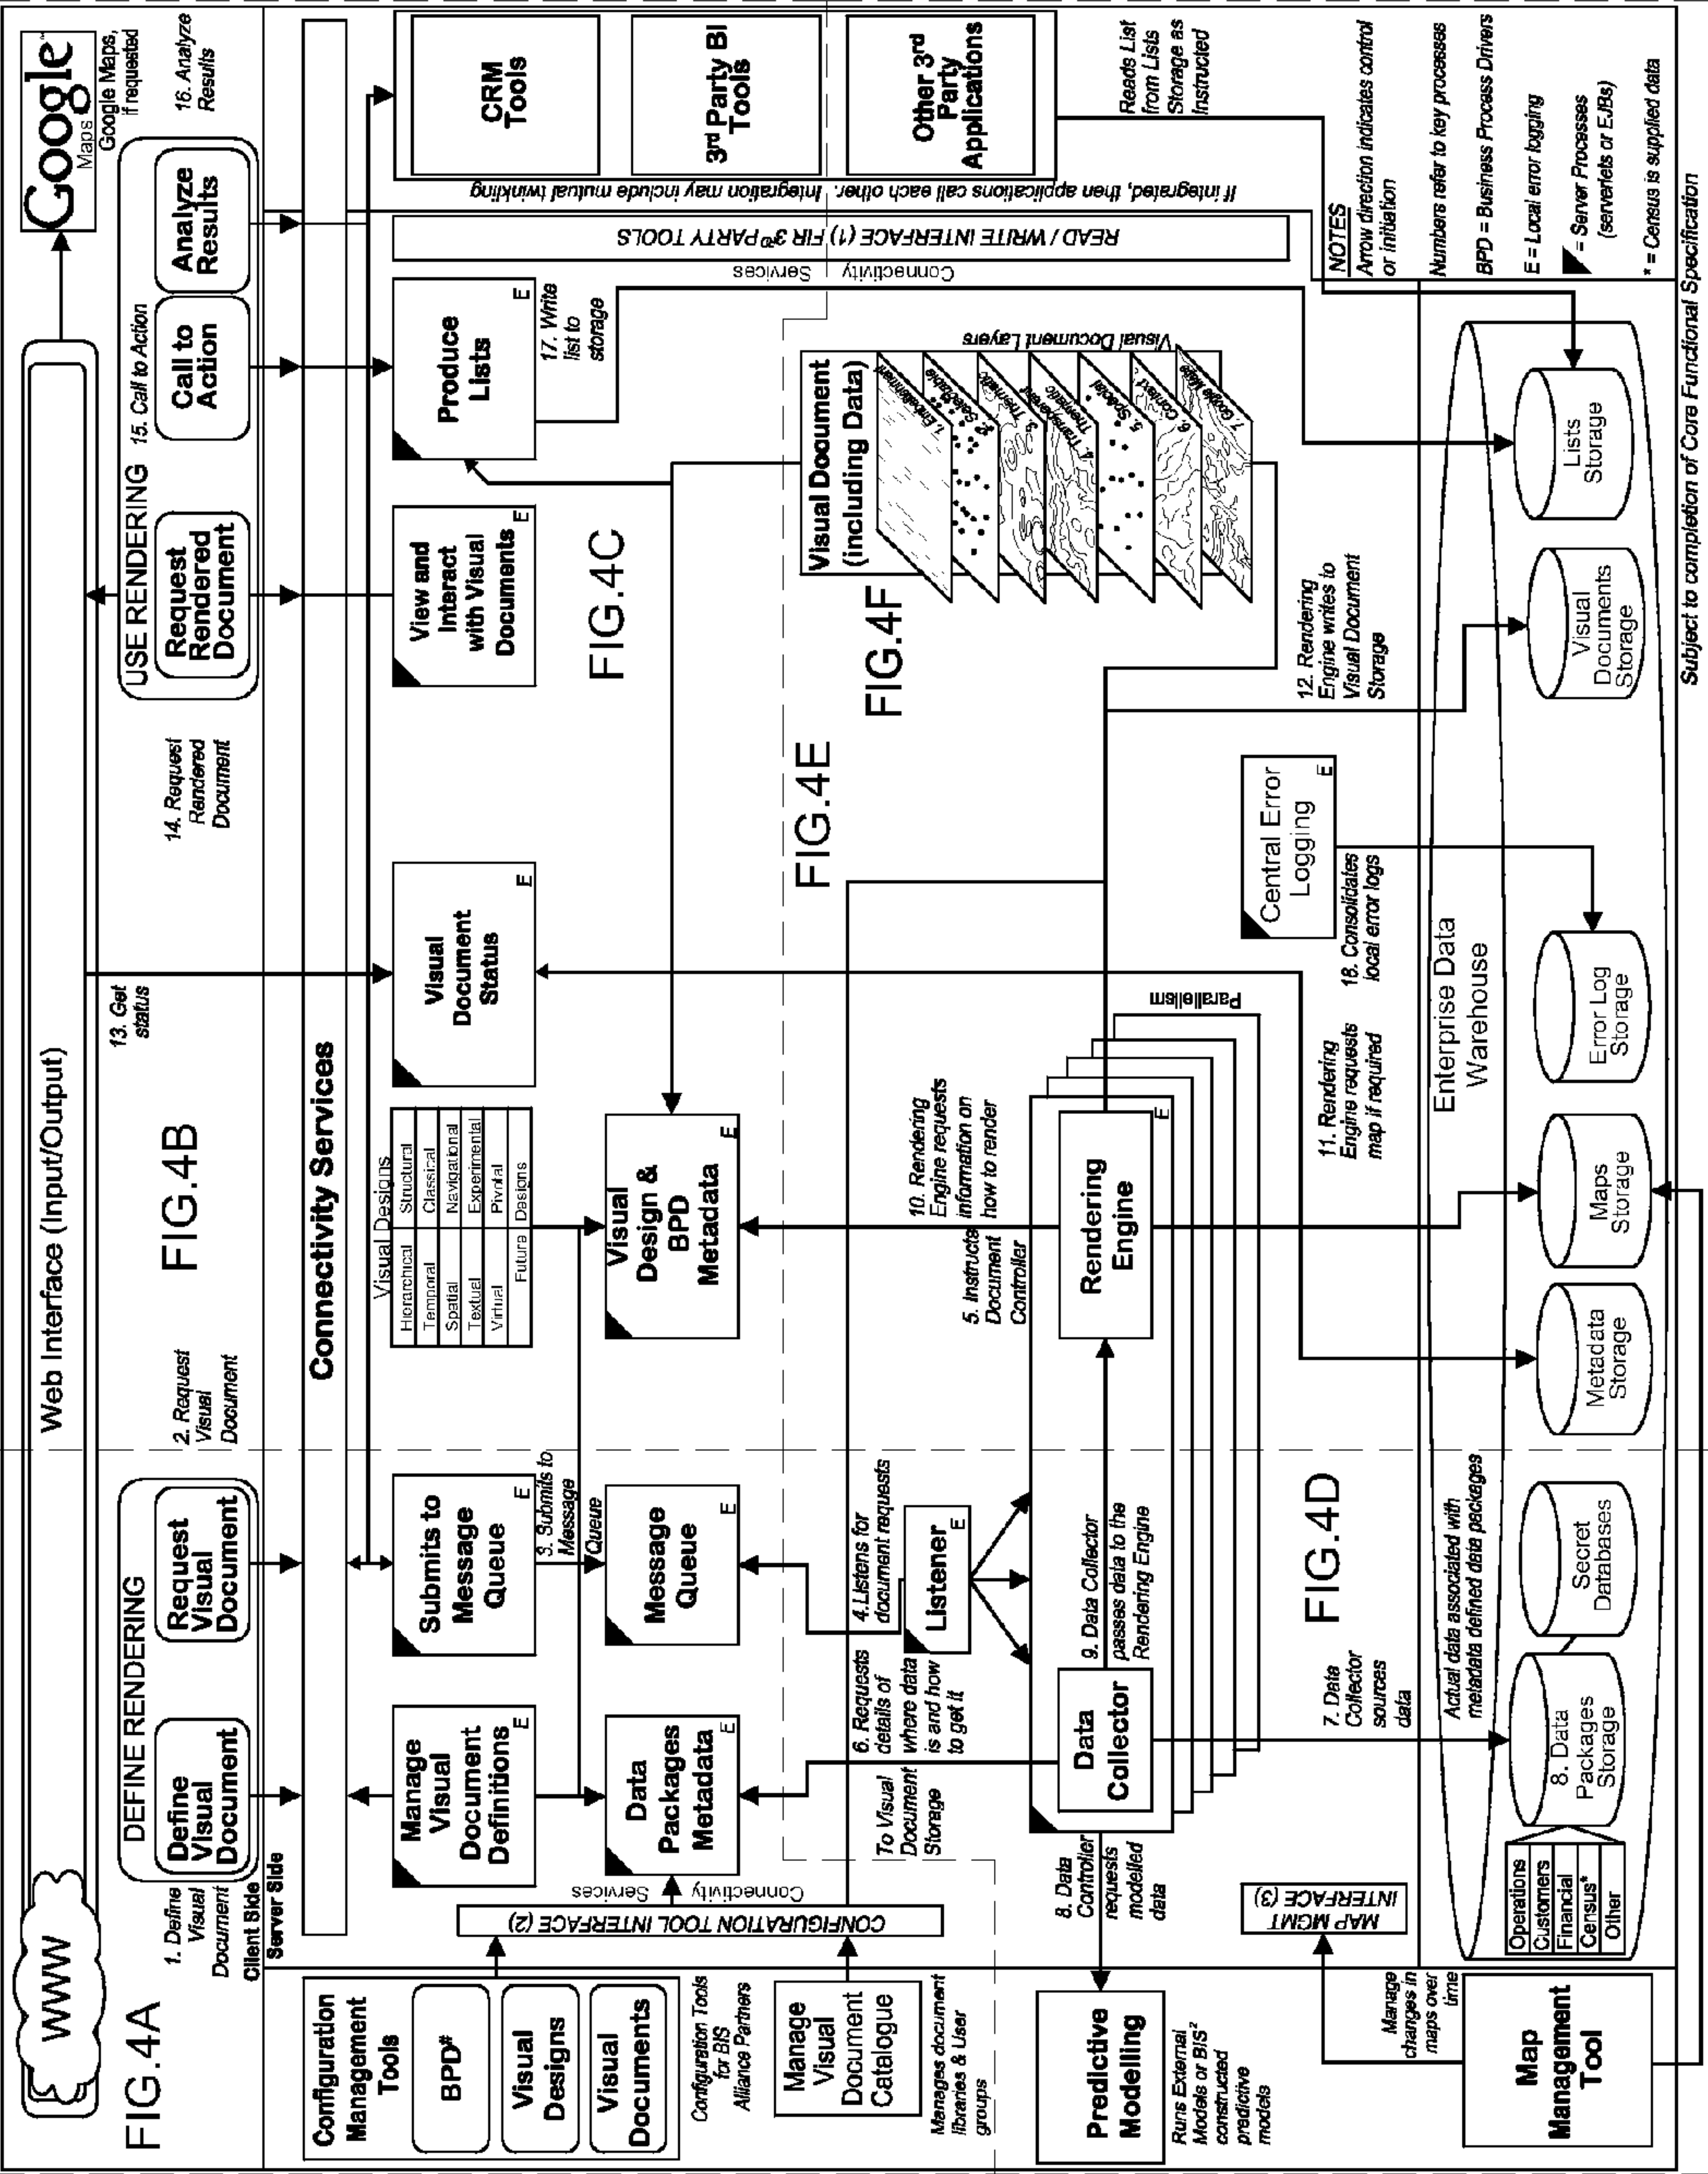 WWW
Web Interface (Input/Output)
Google
Maps
Google Maps,
if requested
FIG.4A
FIG.4B
1. Define
Visual
Document
DEFINE RENDERING
Define
Visual
Document
Request
Visual
Document
2. Request
Visual
Document
13. Get
status
14. Request
Rendered
Document
USE RENDERING
Request
Rendered
Document
15. Call to Action
Call to
Action
Analyze
Results
16. Analyze
Results
Client Side
Server Side
Connectivity Services
Configuration
Management
Tools
BPD#
Visual
Designs
Visual
Documents
Configuration Tools
for BIS
Alliance Partners
CONFIGURATION TOOL INTERFACE (2)
Connectivity
Services
Manage
Visual
Document
Definitions
E
Submits to
Message
Queue
E
3. Submits to
Message
Queue
Visual Designs
Hierarchical Structural
Temporal Classical
Spatial Navigational
Textual Experimental
Virtual Pivotal
Future Designs
Visual
Document
Status
E
View and
Interact
with Visual
Documents
E
Produce
Lists
E
17. Write
list to
storage
FIG.4C
READ / WRITE INTERFACE (1) FIR 3RD PARTY TOOLS
Connectivity
Services
If integrated, then applications call each other. Integration may include mutual twinkling
CRM
Tools
3rd Party BI
Tools
Other 3rd
Party
Applications
Data
Packages
Metadata
E
Message
Queue
E
Visual
Design &
BPD
Metadata
E
Manage
Visual
Document
Catalogue
Manages document
libraries & User
groups
To Visual
Document
Storage
6. Requests
details of
where data
is and how
to get it
4.Listens for
document requests
Listener
E
5. Instructs
Document
Controller
10. Rendering
Engine requests
information on
how to render
FIG.4E
FIG.4F
Visual Document
(including Data)
Visual Document Layers
1. Embellishment
2. Selectable
3. Thematic
4. Transparent
Thematic
5. Special
6. Context
7. Google Maps
Reads List
from Lists
Storage as
Instructed
Predictive
Modelling
Runs External
Models or BIS²
constructed
predictive
models
8. Data
Controller
requests
modelled
data
Data
Collector
9. Data Collector
passes data to the
Rendering Engine
Rendering
Engine
E
Parallelism
12. Rendering
Engine writes to
Visual Document
Storage
Central Error
Logging
E
18. Consolidates
local error logs
11. Rendering
Engine requests
map if required
7. Data
Collector
sources
data
FIG.4D
MAP MGMT
INTERFACE (3)
Manage
changes in
maps over
time
Map
Management
Tool
Actual data associated with
metadata defined data packages
Enterprise Data
Warehouse
Operations
Customers
Financial
Census*
Other
8. Data
Packages
Storage
Secret
Databases
Metadata
Storage
Maps
Storage
Error Log
Storage
Visual
Documents
Storage
Lists
Storage
NOTES
Arrow direction indicates control
or initiation
Numbers refer to key processes
BPD = Business Process Drivers
E = Local error logging
= Server Processes
(serverlets or EJBs)
* = Census is supplied data
Subject to completion of Core Functional Specification